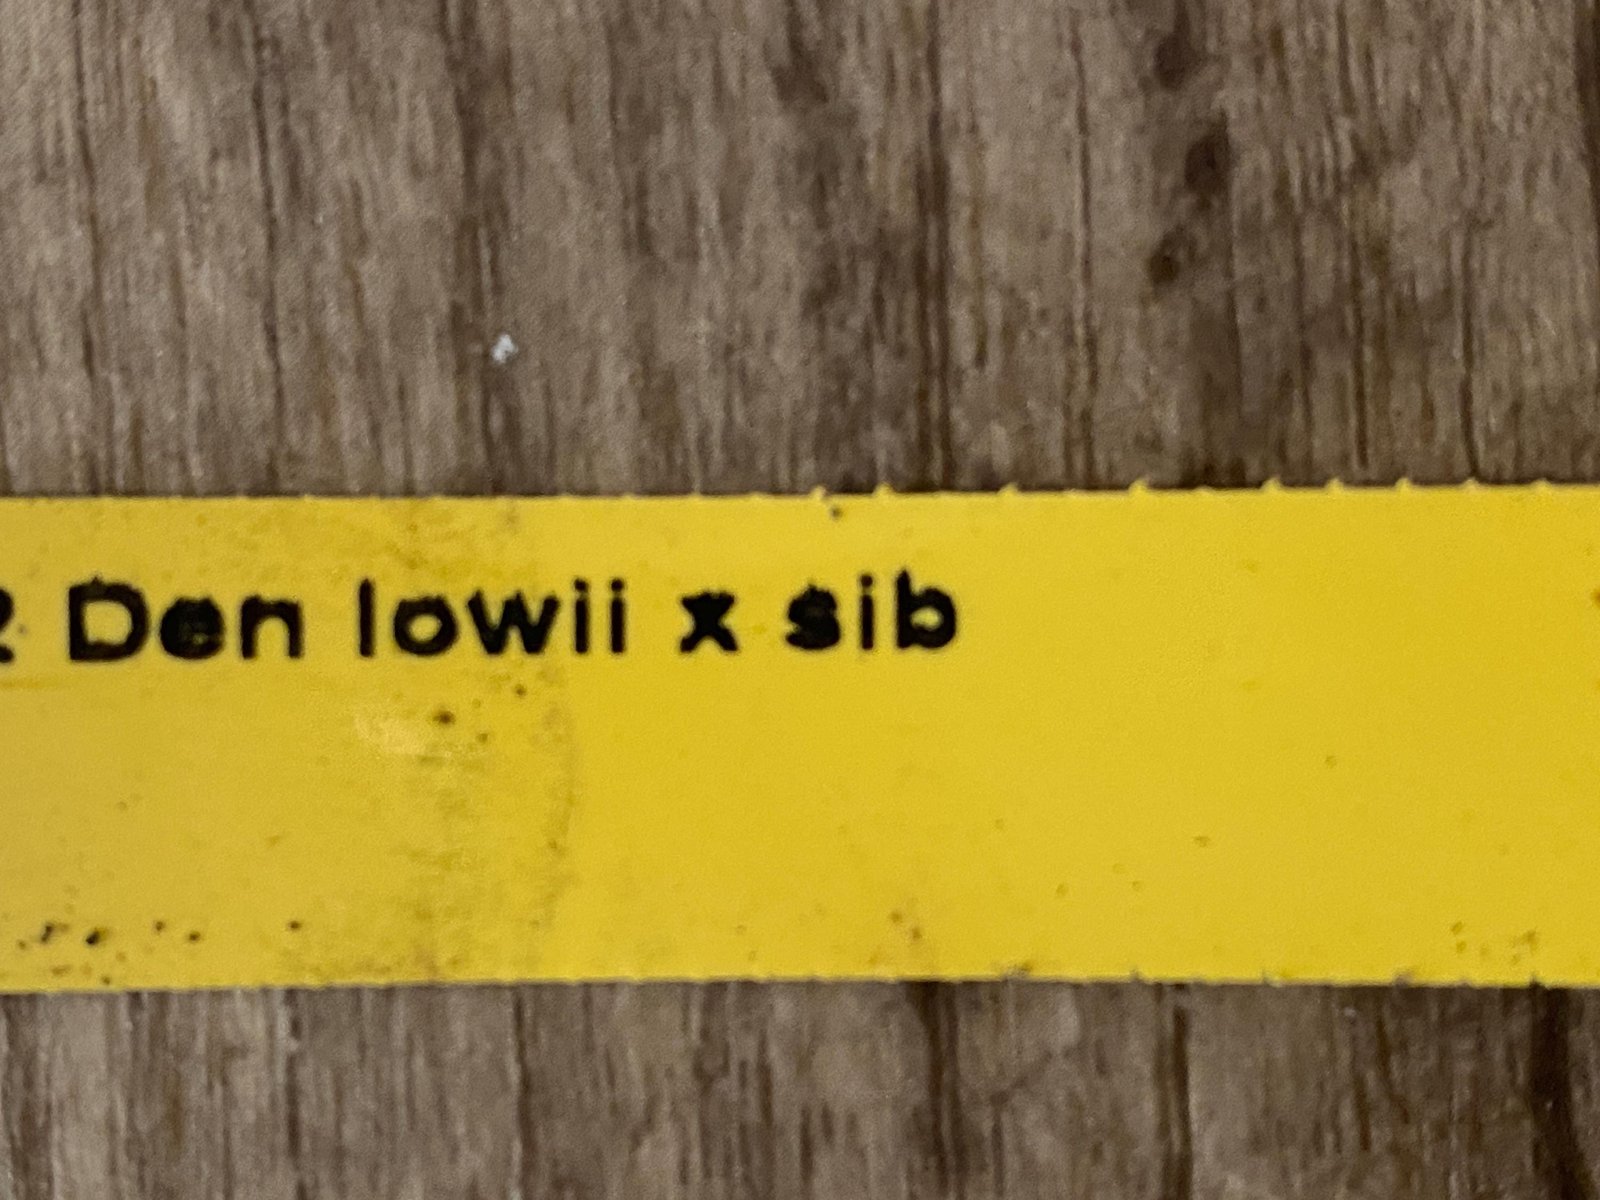 Den lowii x sib